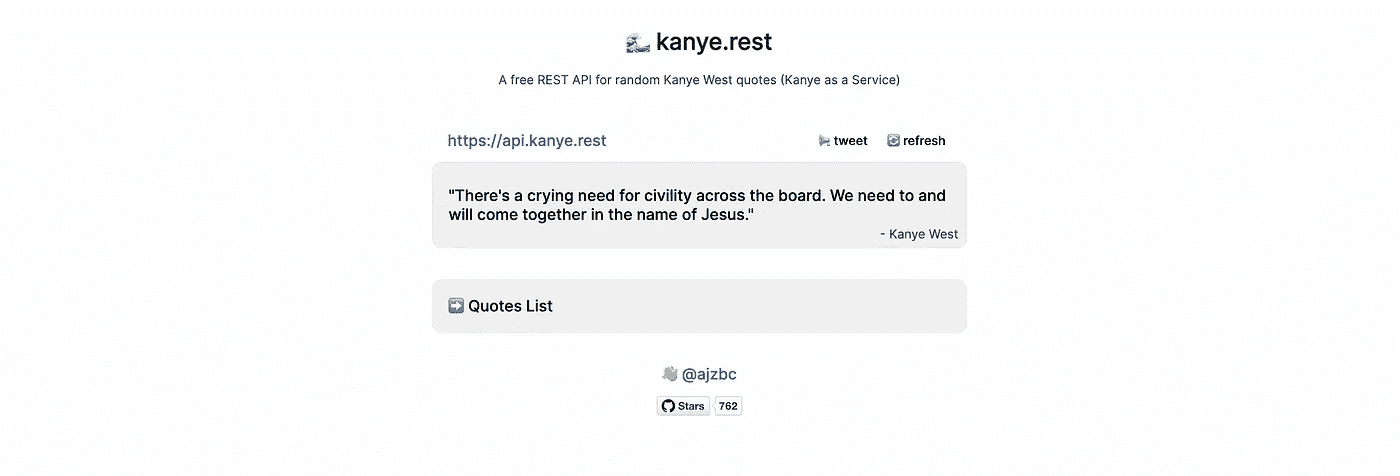 🌊 kanye.rest
A free REST API for random Kanye West quotes (Kanye as a Service)
https://api.kanye.rest
tweet
refresh
"There's a crying need for civility across the board. We need to and
will come together in the name of Jesus."
- Kanye West
➡️ Quotes List
👋 @ajzbc
Stars 762